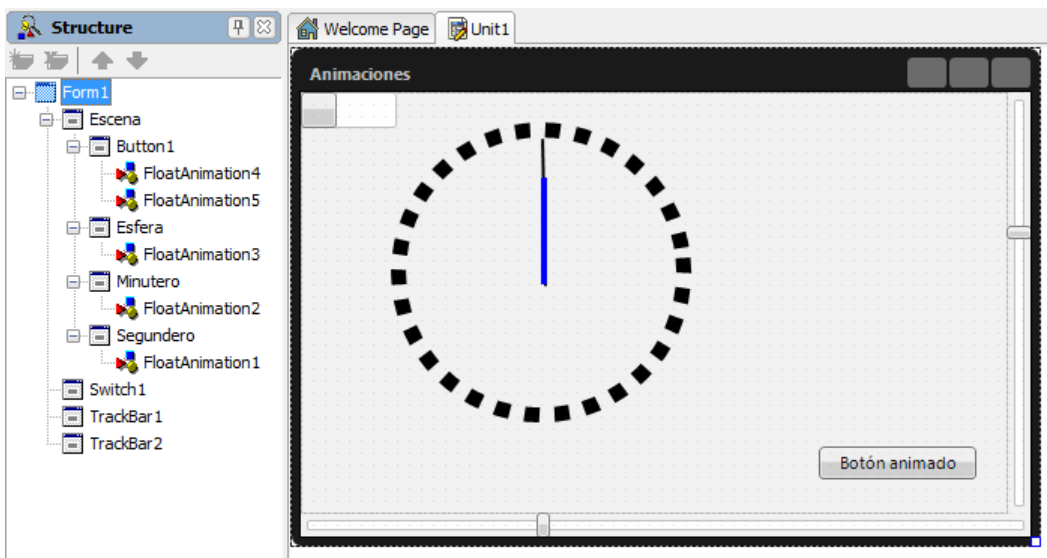 Structure
Form1
Escena
Button1
FloatAnimation4
FloatAnimation5
Esfera
FloatAnimation3
Minutero
FloatAnimation2
Segundero
FloatAnimation1
Switch1
TrackBar1
TrackBar2
Welcome Page
Unit1
Animaciones
Botón animado